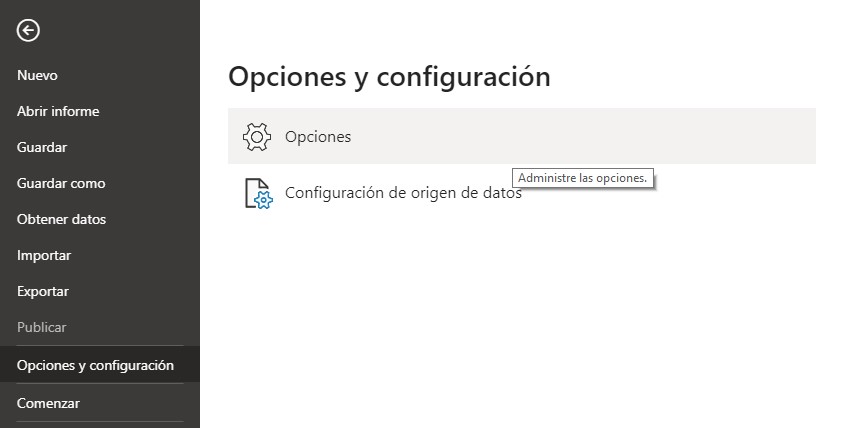 Nuevo
Abrir informe
Guardar
Guardar como
Obtener datos
Importar
Exportar
Publicar
Opciones y configuración
Comenzar
Opciones y configuración
Opciones
Administre las opciones.
Configuración de origen de datos